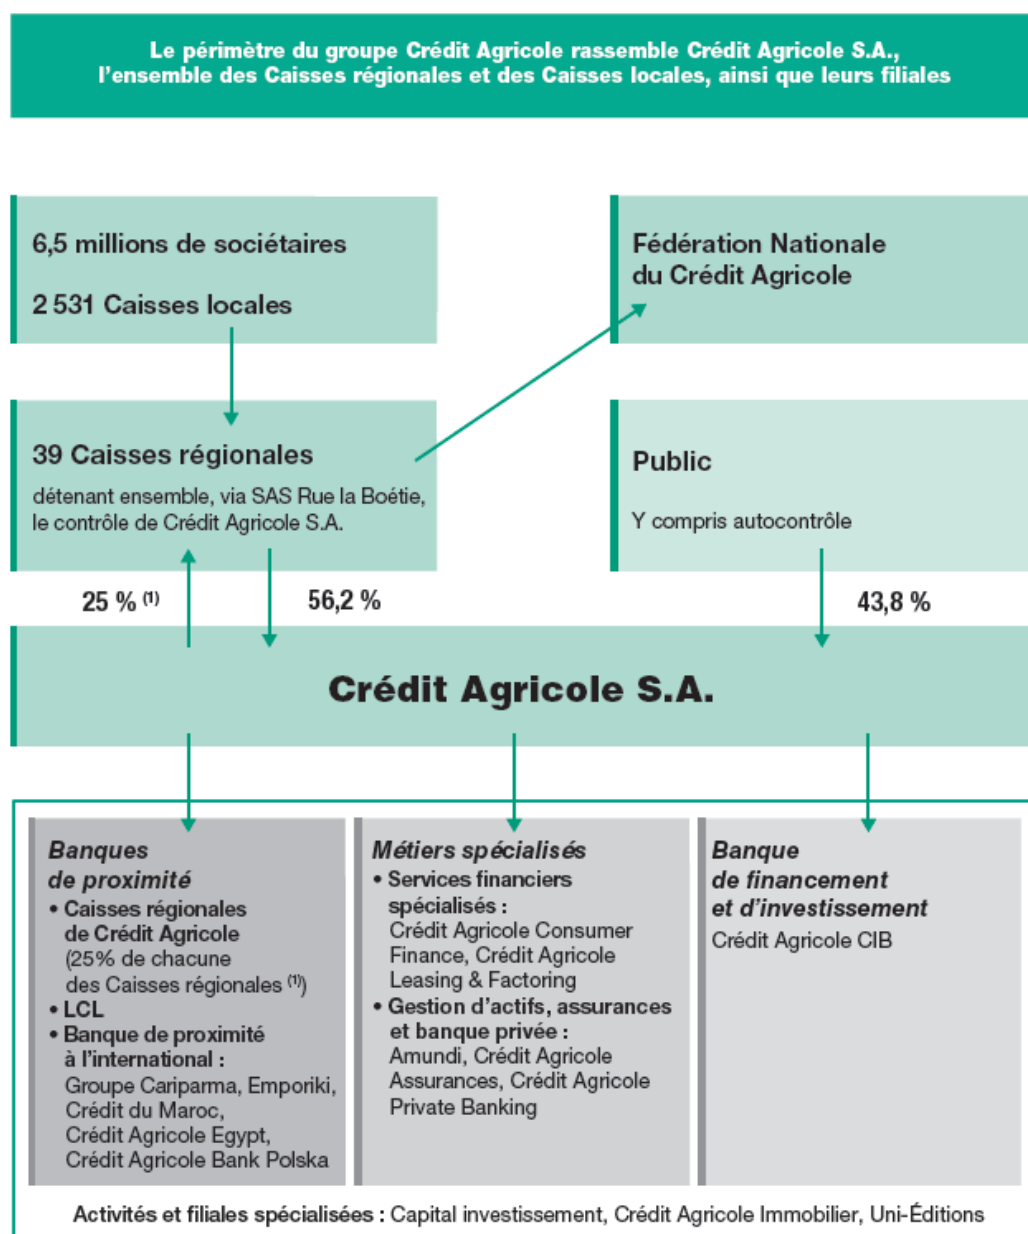 Le périmètre du groupe Crédit Agricole rassemble Crédit Agricole S.A.,
l'ensemble des Caisses régionales et des Caisses locales, ainsi que leurs filiales
6,5 millions de sociétaires
2 531 Caisses locales
Fédération Nationale
du Crédit Agricole
39 Caisses régionales
détenant ensemble, via SAS Rue la Boétie,
le contrôle de Crédit Agricole S.A.
Public
Y compris autocontrôle
25 % (1)
56,2 %
43,8 %
Crédit Agricole S.A.
Banques
de proximité
• Caisses régionales
de Crédit Agricole
(25% de chacune
des Caisses régionales (1))
• LCL
• Banque de proximité
à l'international :
Groupe Cariparma, Emporiki,
Crédit du Maroc,
Crédit Agricole Egypt,
Crédit Agricole Bank Polska
Métiers spécialisés
• Services financiers
spécialisés :
Crédit Agricole Consumer
Finance, Crédit Agricole
Leasing & Factoring
• Gestion d'actifs, assurances
et banque privée :
Amundi, Crédit Agricole
Assurances, Crédit Agricole
Private Banking
Banque
de financement
et d'investissement
Crédit Agricole CIB
Activités et filiales spécialisées : Capital investissement, Crédit Agricole Immobilier, Uni-Éditions